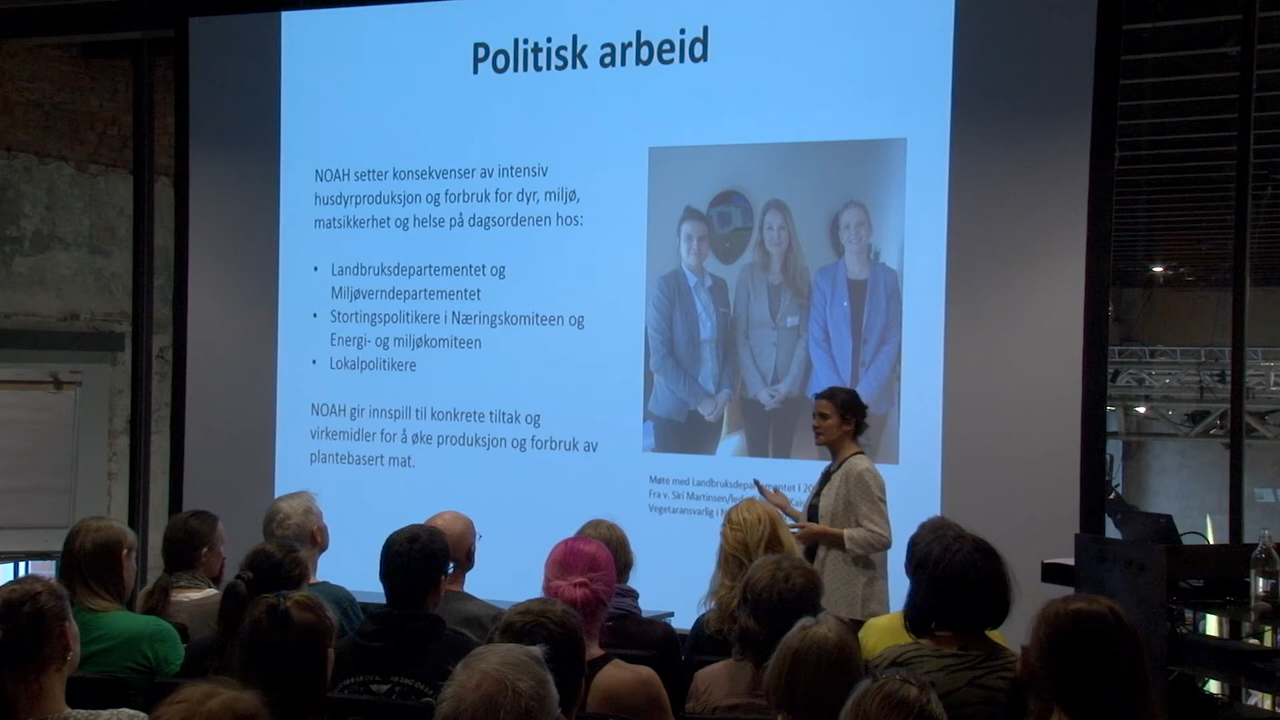 Politisk arbeid
NOAH setter konsekvenser av intensiv
husdyrproduksjon og forbruk for dyr, miljø,
matsikkerhet og helse på dagsordenen hos:
• Landbruksdepartementet og
Miljøverndepartementet
• Stortingspolitikere i Næringskomiteen og
Energi- og miljøkomiteen
• Lokalpolitikere
NOAH gir innspill til konkrete tiltak og
virkemidler for å øke produksjon og forbruk av
plantebasert mat.
Møte med Landbruksdepartementet I
Fra v. Siri Martinsen/
Vegetaransvarlig i